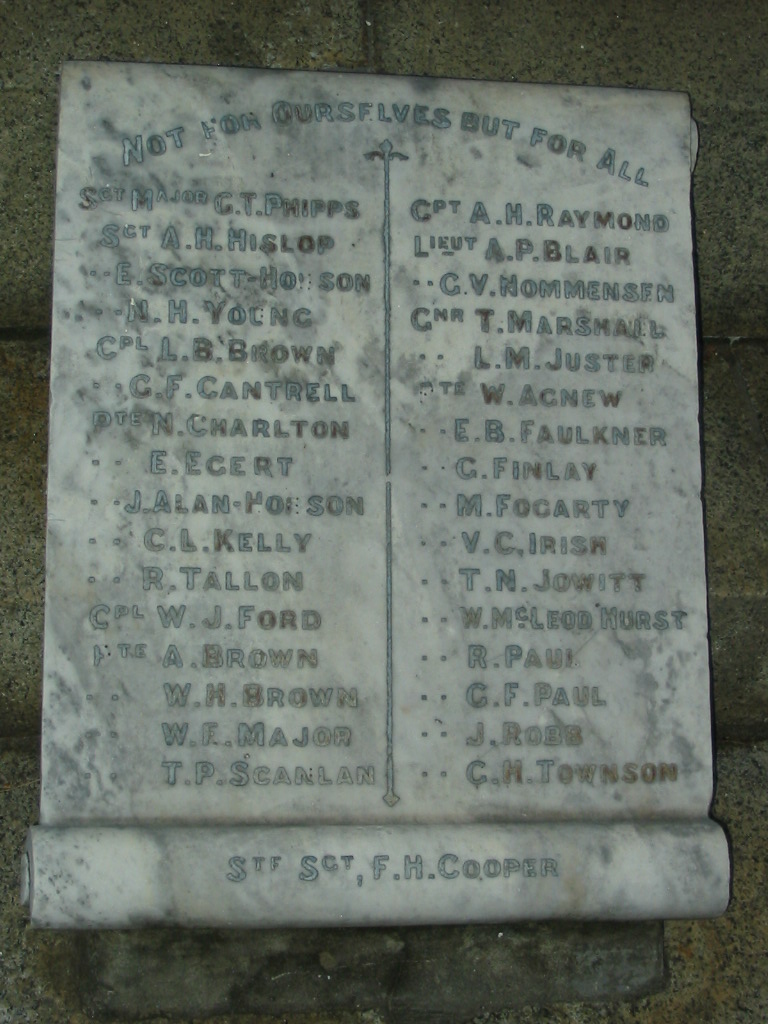 NOT FOR OURSELVES BUT FOR ALL
SGT MAJOR G.T. PHIPPS
SGT A.H. HISLOP
·· E. SCOTT-HOBSON
·· N.H. YOUNG
CPL L.B. BROWN
·· G.F. CANTRELL
PTE N. CHARLTON
·· E. EGERT
·· J. ALAN-HOBSON
·· C.L. KELLY
·· R. TALLON
CPL W.J. FORD
PTE A. BROWN
·· W.H. BROWN
·· W.E. MAJOR
·· T.P. SCANLAN
CPT A.H. RAYMOND
LIEUT A.P. BLAIR
·· G.V. NOMMENSEN
GNR T. MARSHALL
·· L.M. JUSTER
PTE W. AGNEW
·· E.B. FAULKNER
·· G. FINLAY
·· M. FOGARTY
·· V.C. IRISH
·· T.N. JOWITT
·· W. MCLEOD HURST
·· R. PAUL
·· G.F. PAUL
·· J. ROBB
·· G.H. TOWNSON
STF SGT, F.H. COOPER